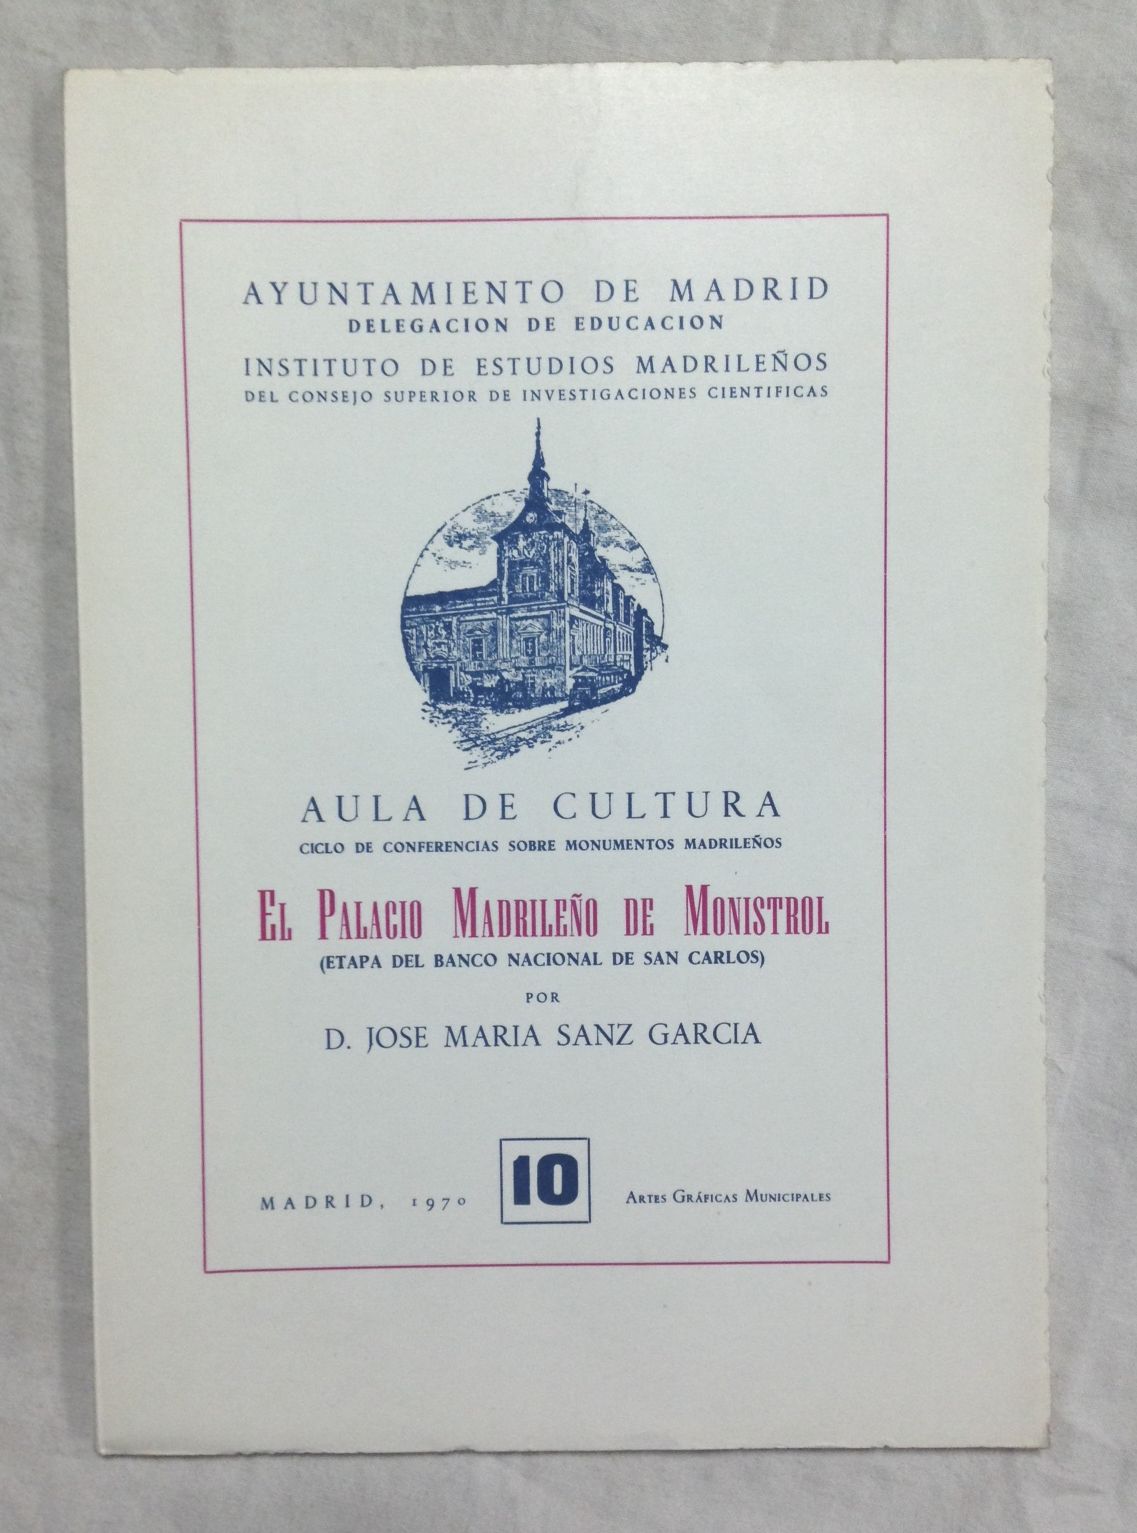 AYUNTAMIENTO DE MADRID
DELEGACION DE EDUCACION
INSTITUTO DE ESTUDIOS MADRILEÑOS
DEL CONSEJO SUPERIOR DE INVESTIGACIONES CIENTIFICAS
AULA DE CULTURA
CICLO DE CONFERENCIAS SOBRE MONUMENTOS MADRILEÑOS
EL PALACIO MADRILEÑO DE MONISTROL
(ETAPA DEL BANCO NACIONAL DE SAN CARLOS)
POR
D. JOSE MARIA SANZ GARCIA
MADRID, 1970
10
ARTES GRÁFICAS MUNICIPALES